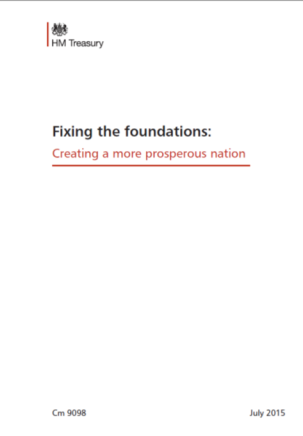 HM Treasury
Fixing the foundations:
Creating a more prosperous nation
Cm 9098 July 2015